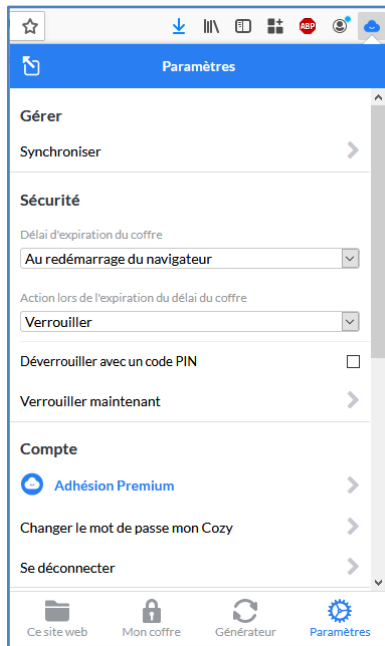 ABP
Paramètres
Gérer
Synchroniser
Sécurité
Délai d'expiration du coffre
Au redémarrage du navigateur
Action lors de l'expiration du délai du coffre
Verrouiller
Déverrouiller avec un code PIN
Verrouiller maintenant
Compte
Adhésion Premium
Changer le mot de passe mon Cozy
Se déconnecter
Ce site web
Mon coffre
Générateur
Paramètres